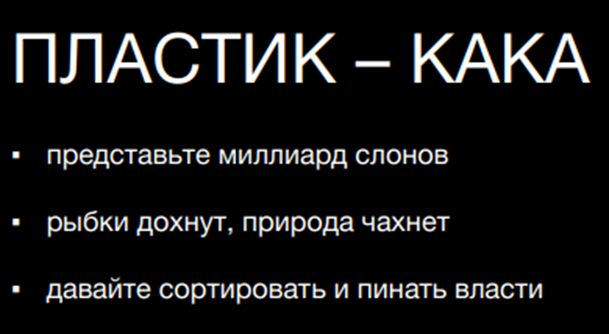 ПЛАСТИК – КАКА
▪ представьте миллиард слонов
▪ рыбки дохнут, природа чахнет
▪ давайте сортировать и пинать власти